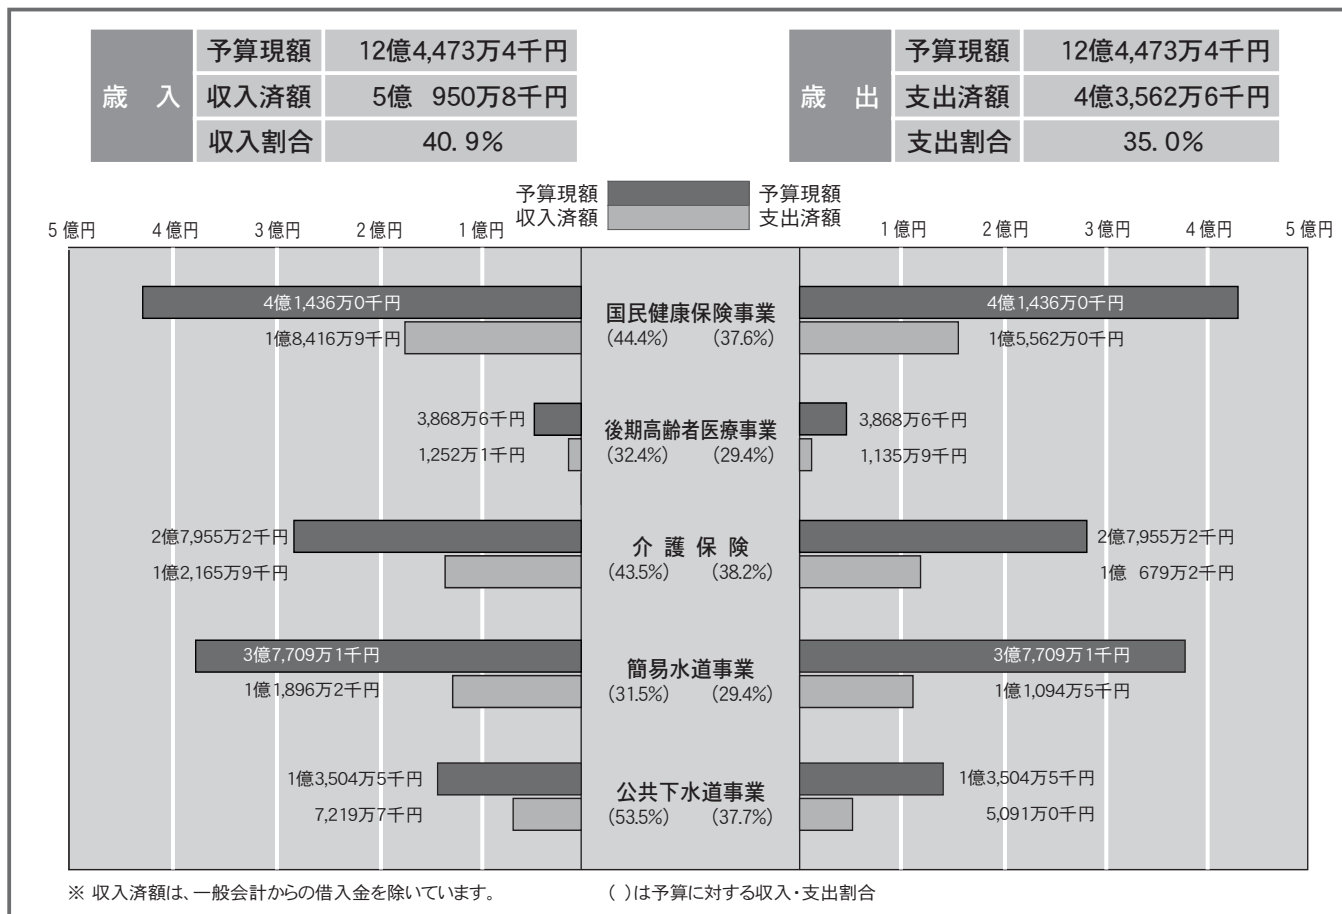 歳 入
予算現額 12億4,473万4千円
収入済額 5億 950万8千円
収入割合 40.9%
歳 出
予算現額 12億4,473万4千円
支出済額 4億3,562万6千円
支出割合 35.0%
予算現額 予算現額
収入済額 支出済額
5億円 4億円 3億円 2億円 1億円 1億円 2億円 3億円 4億円 5億円
4億1,436万0千円 国民健康保険事業 4億1,436万0千円
1億8,416万9千円 (44.4%) (37.6%) 1億5,562万0千円
3,868万6千円 後期高齢者医療事業 3,868万6千円
1,252万1千円 (32.4%) (29.4%) 1,135万9千円
2億7,955万2千円 介護保険 2億7,955万2千円
1億2,165万9千円 (43.5%) (38.2%) 1億 679万2千円
3億7,709万1千円 簡易水道事業 3億7,709万1千円
1億1,896万2千円 (31.5%) (29.4%) 1億1,094万5千円
1億3,504万5千円 公共下水道事業 1億3,504万5千円
7,219万7千円 (53.5%) (37.7%) 5,091万0千円
※ 収入済額は、一般会計からの借入金を除いています。 ( )は予算に対する収入・支出割合